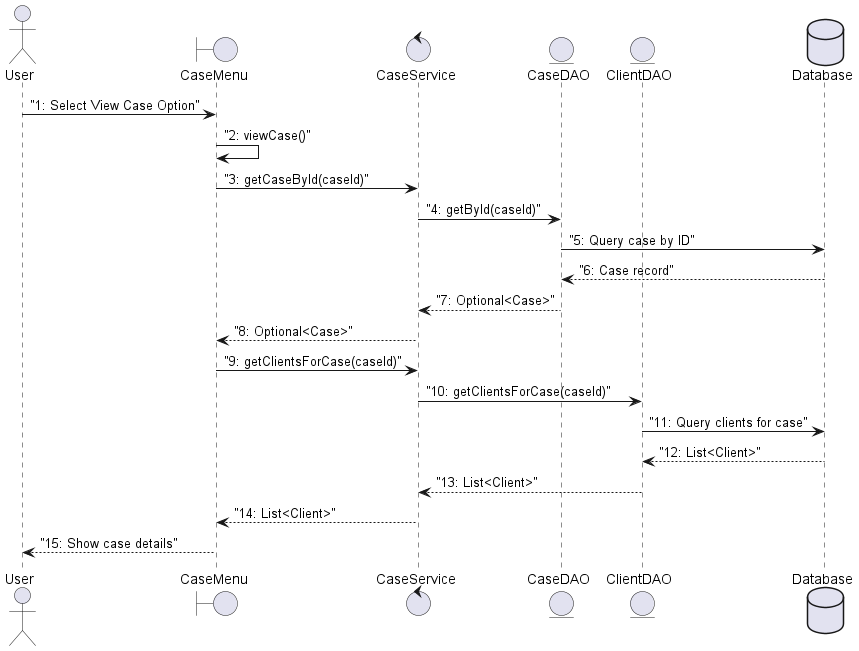 User
CaseMenu
CaseService
CaseDAO
ClientDAO
Database
"1: Select View Case Option"
"2: viewCase()"
"3: getCaseById(caseId)"
"4: getById(caseId)"
"5: Query case by ID"
"6: Case record"
"7: Optional<Case>"
"8: Optional<Case>"
"9: getClientsForCase(caseId)"
"10: getClientsForCase(caseId)"
"11: Query clients for case"
"12: List<Client>"
"13: List<Client>"
"14: List<Client>"
"15: Show case details"
User
CaseMenu
CaseService
CaseDAO
ClientDAO
Database